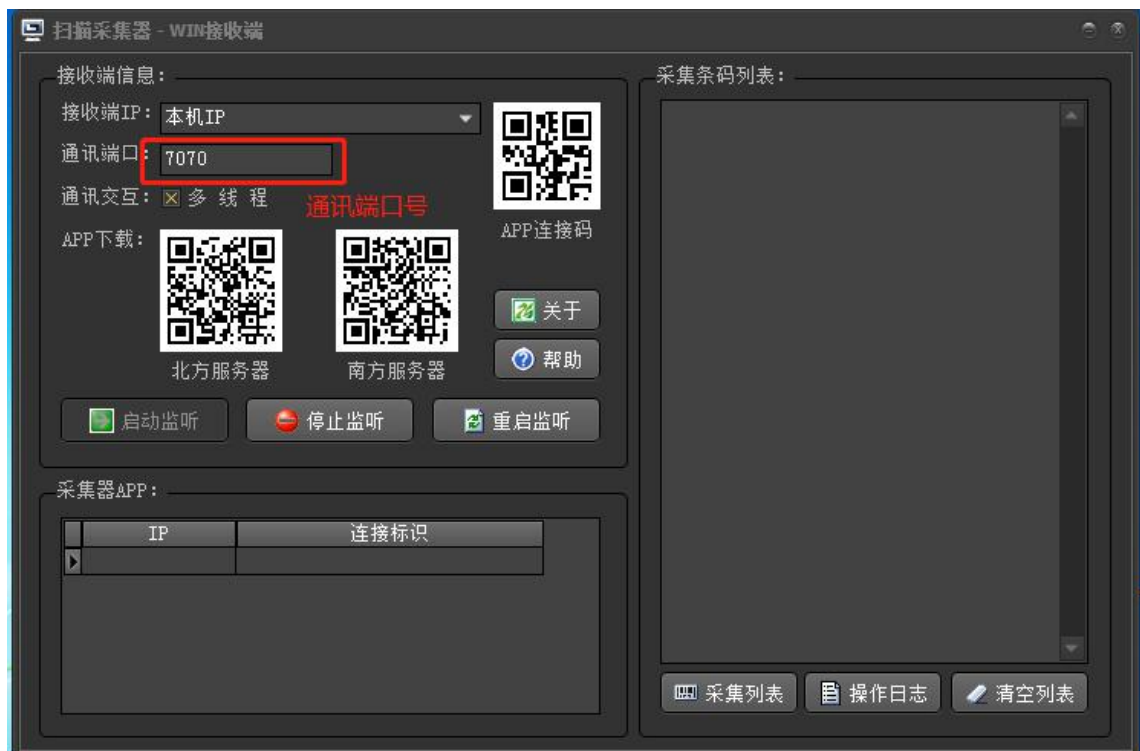 扫描采集器 - WIN接收端
接收端信息:
接收端IP: 本机IP
通讯端口: 7070
通讯交互: 多 线 程
通讯端口号
APP连接码
APP下载:
北方服务器
南方服务器
关于
帮助
启动监听 停止监听 重启监听
采集器APP:
IP 连接标识
采集条码列表:
采集列表 操作日志 清空列表